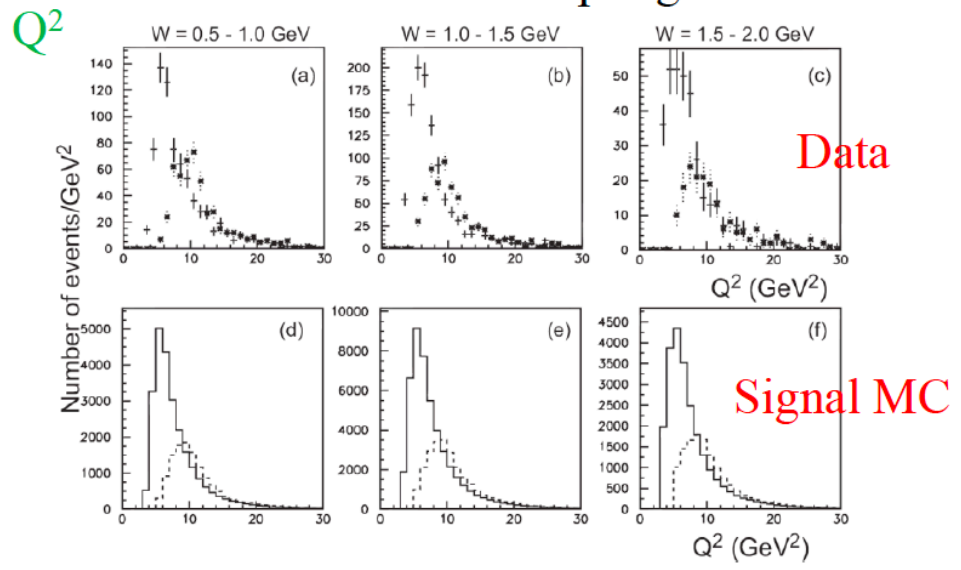 Q²
W = 0.5 - 1.0 GeV
W = 1.0 - 1.5 GeV
W = 1.5 - 2.0 GeV
Number of events/GeV²
(a)
140
120
100
80
60
40
20
0
0 10 20 30
(b)
200
175
150
125
100
75
50
25
0
0 10 20 30
(c)
50
40
30
20
10
0
0 10 20 30
Data
Q² (GeV²)
(d)
5000
4000
3000
2000
1000
0
0 10 20 30
(e)
10000
8000
6000
4000
2000
0
0 10 20 30
(f)
4500
4000
3500
3000
2500
2000
1500
1000
500
0
0 10 20 30
Signal MC
Q² (GeV²)